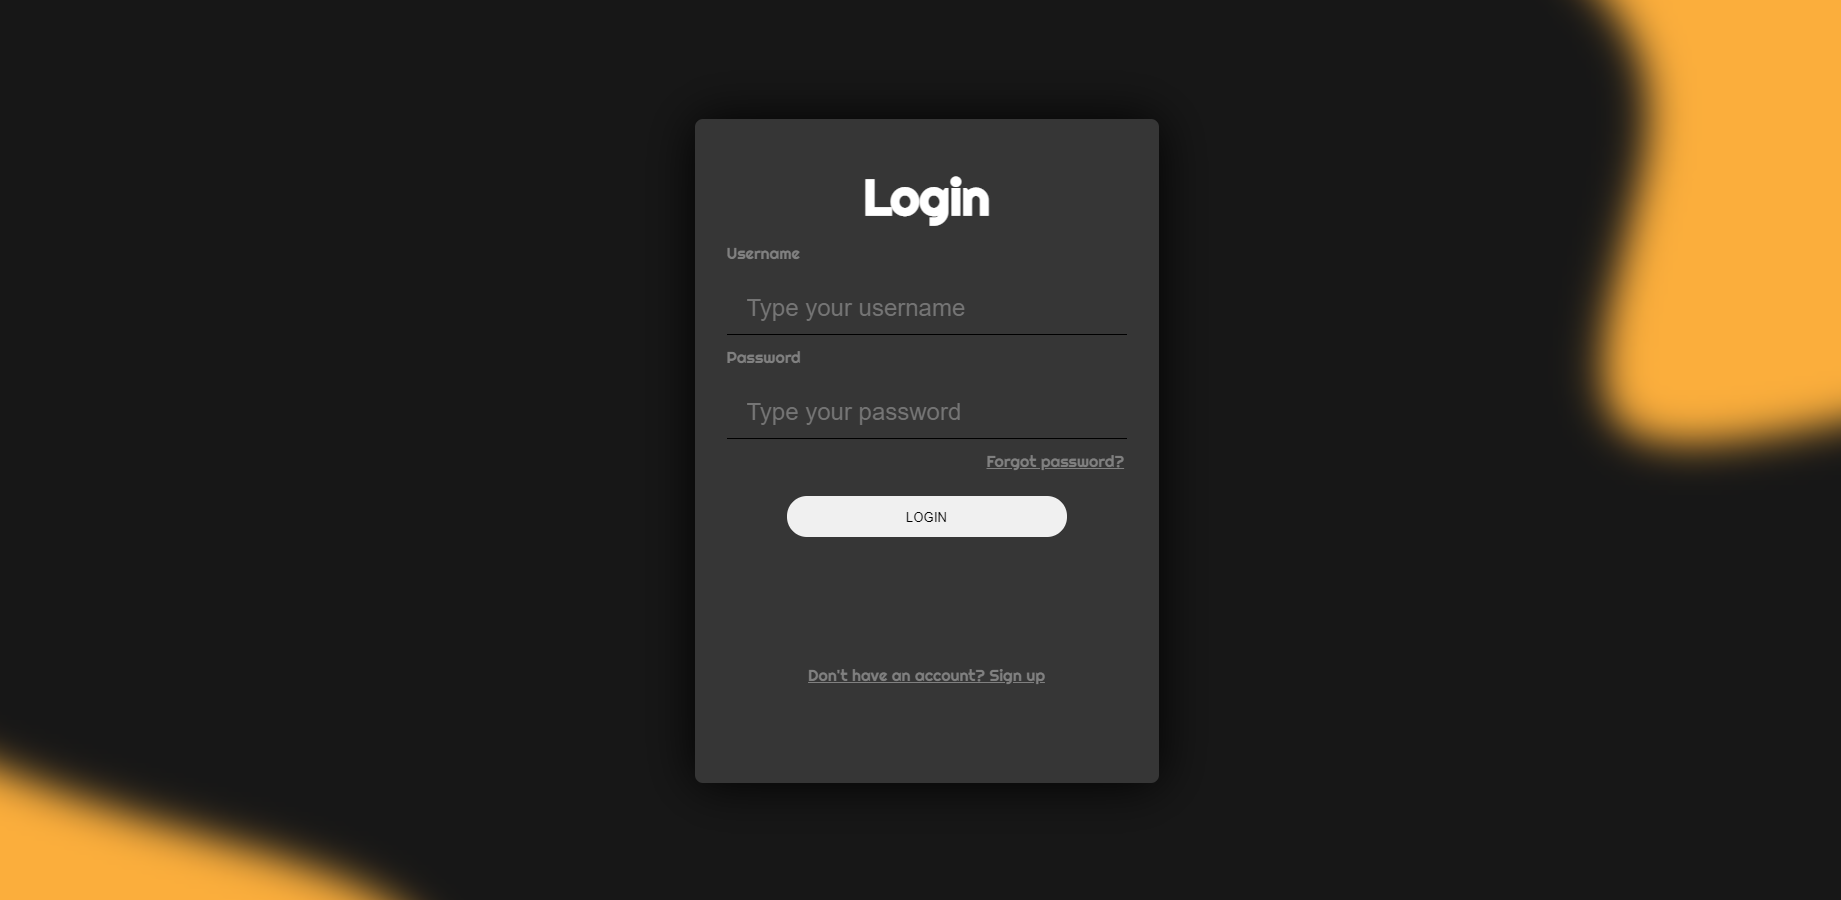 Login
Username
Type your username
Password
Type your password
Forgot password?
LOGIN
Don't have an account? Sign up